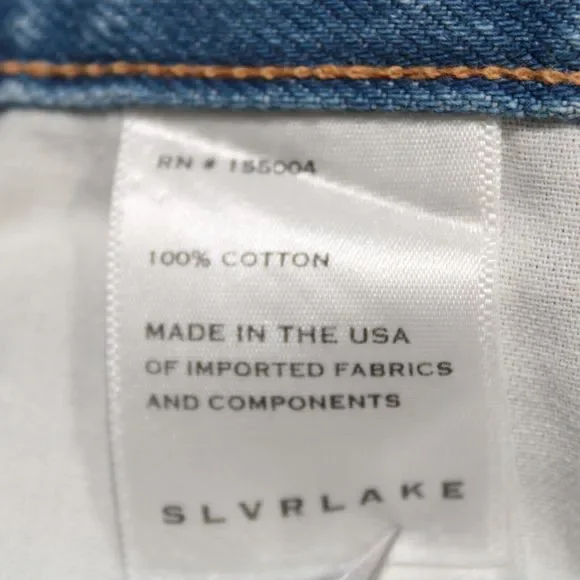 RN # 155004
100% COTTON
MADE IN THE USA
OF IMPORTED FABRICS
AND COMPONENTS
SLVRLAKE